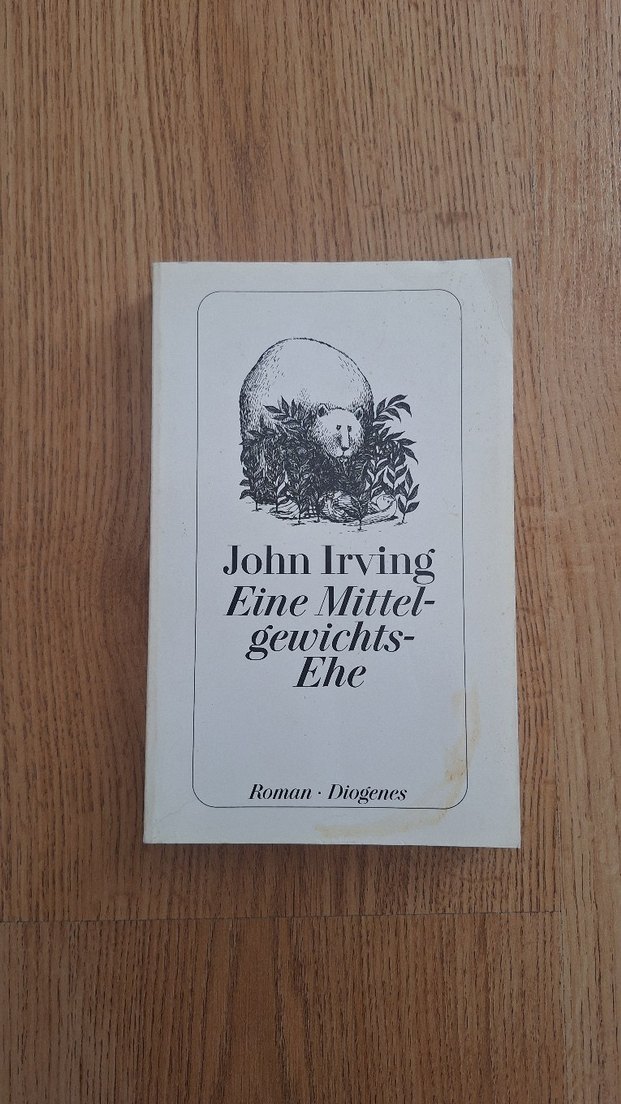 John Irving
Eine Mittel-
gewichts-
Ehe
Roman · Diogenes